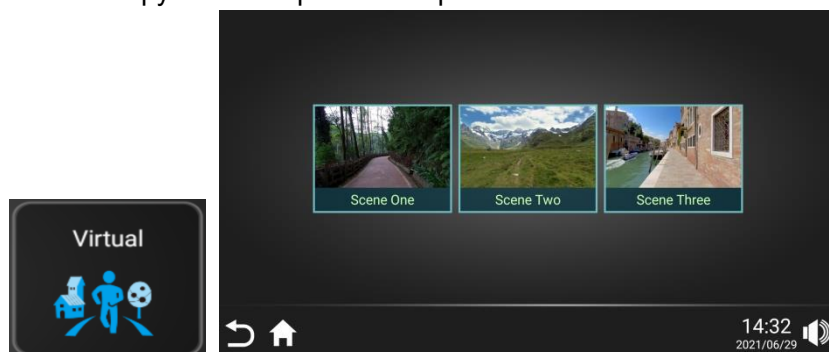 Virtual
Scene One
Scene Two
Scene Three
14:32
2021/06/29